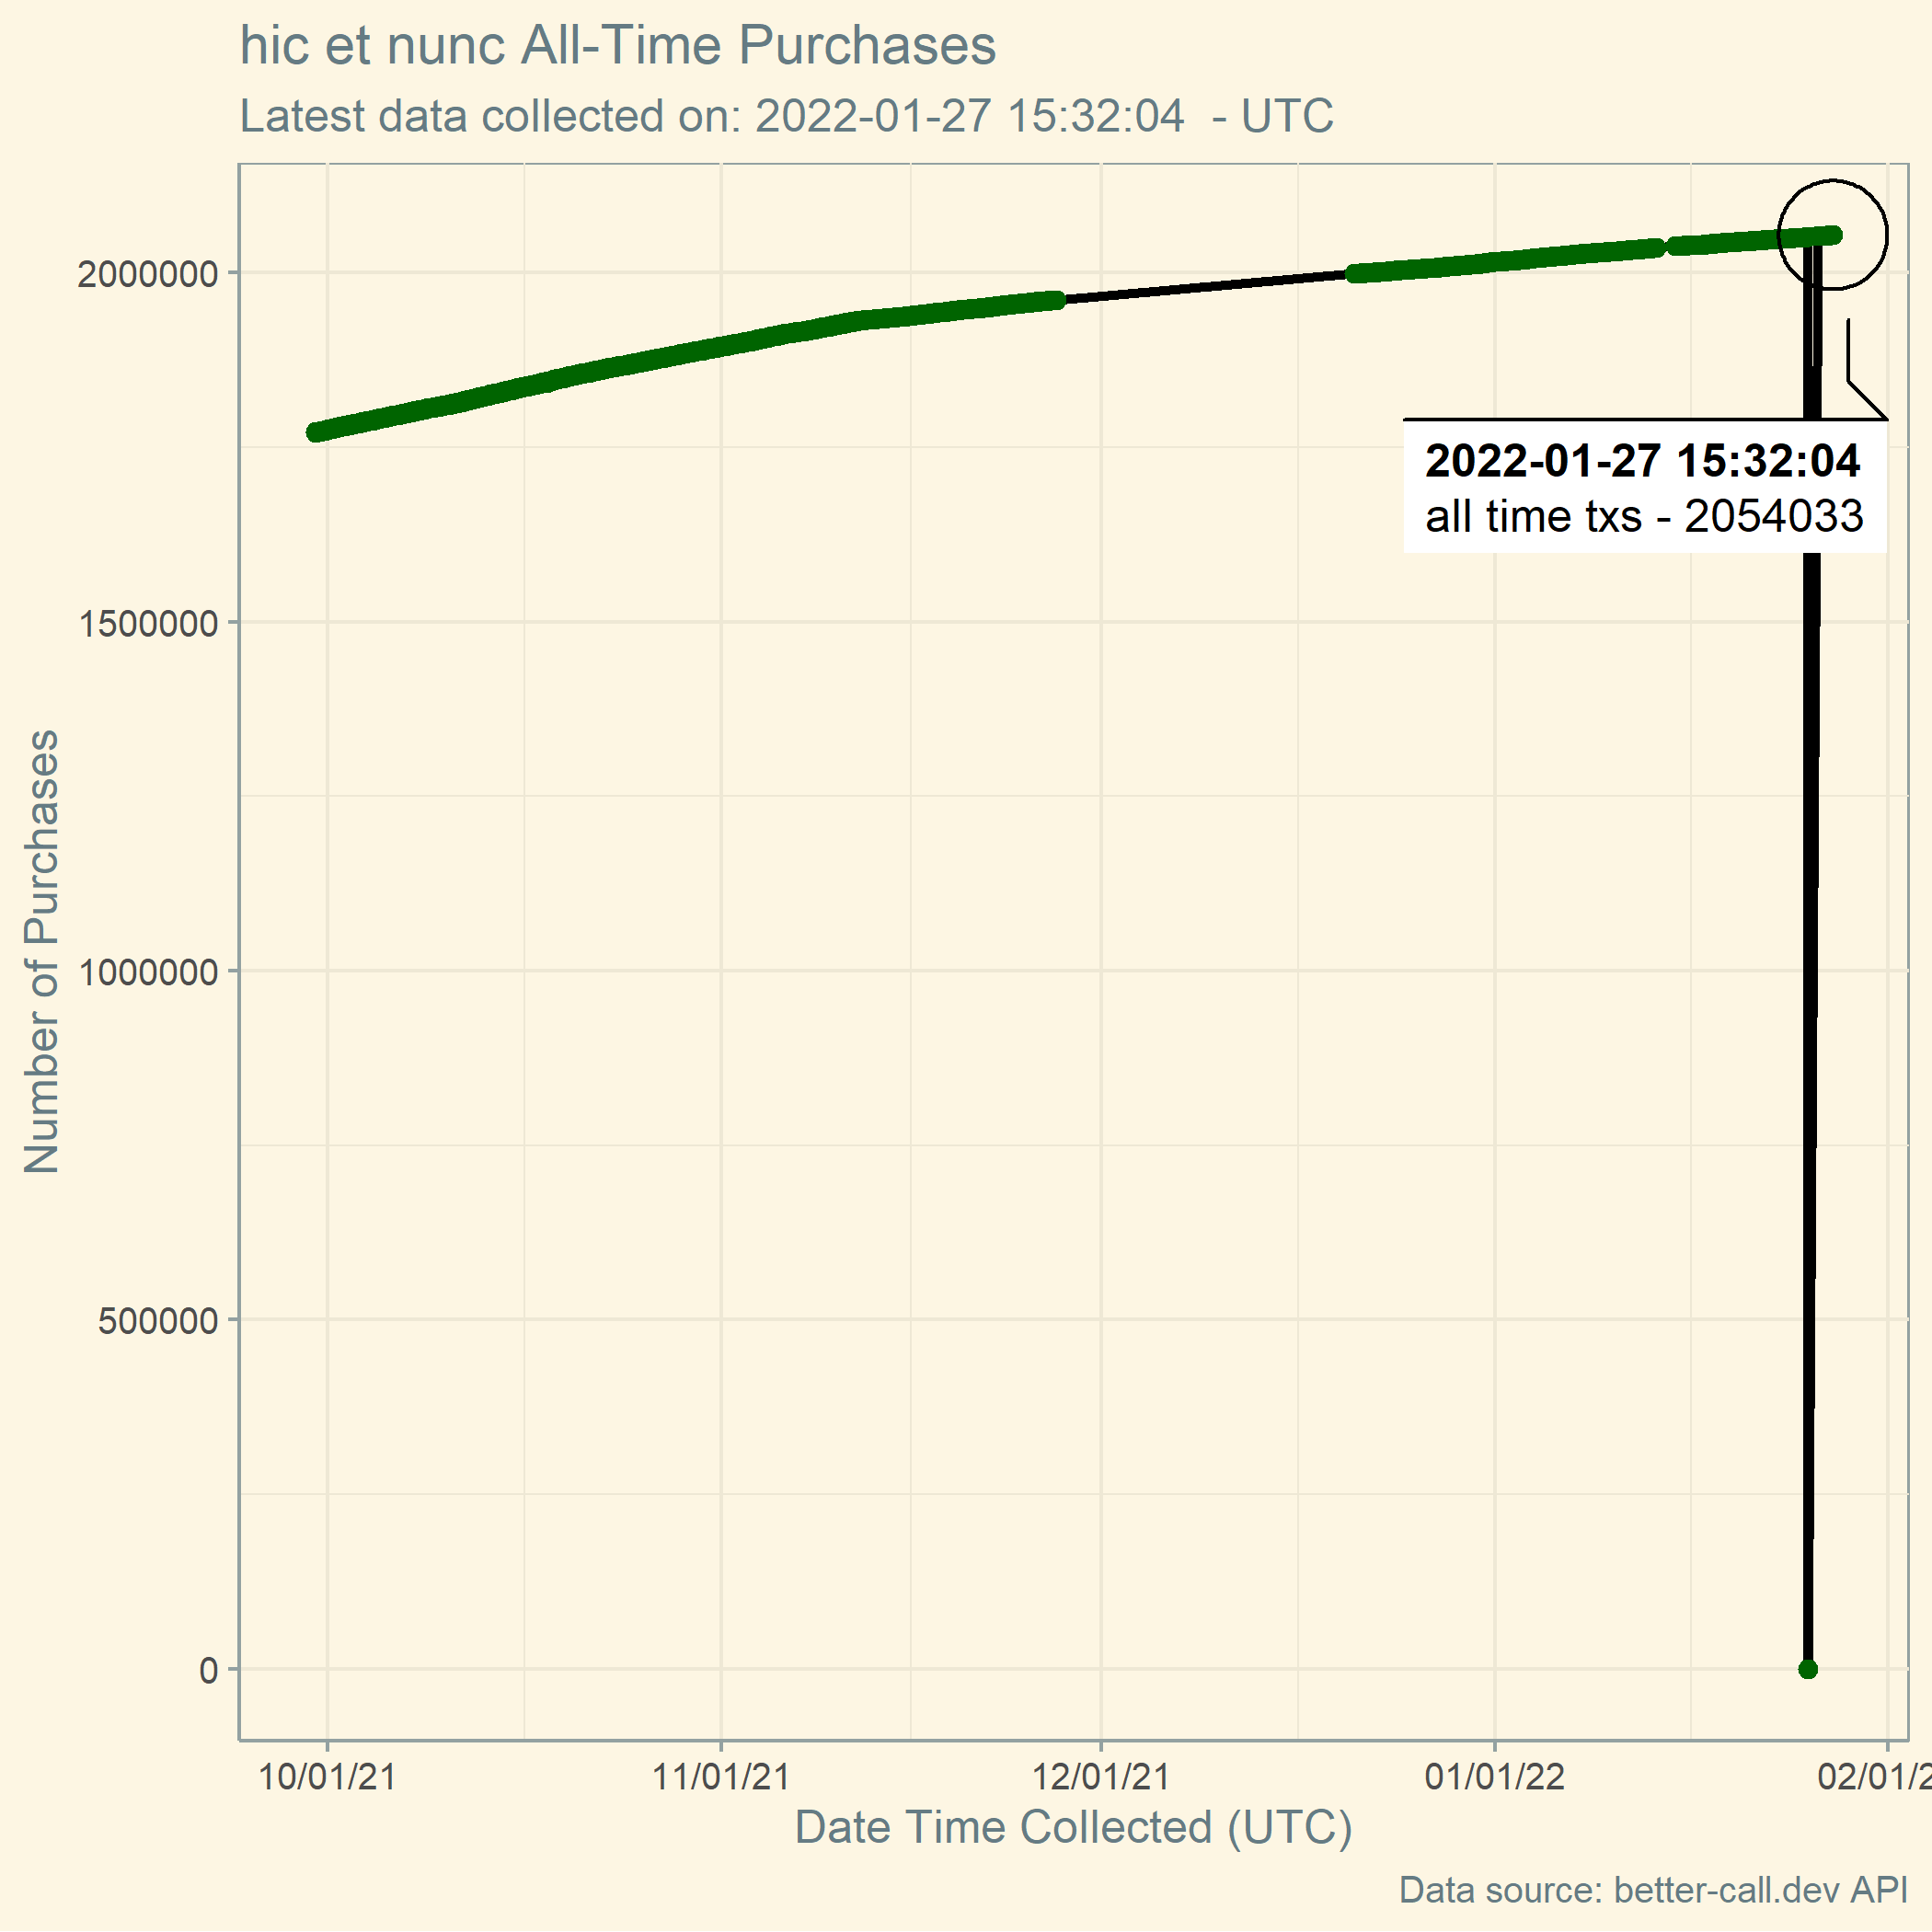 hic et nunc All-Time Purchases
Latest data collected on: 2022-01-27 15:32:04 - UTC
2000000
1500000
1000000
500000
0
Number of Purchases
2022-01-27 15:32:04
all time txs - 2054033
10/01/21 11/01/21 12/01/21 01/01/22 02/01/2
Date Time Collected (UTC)
Data source: better-call.dev API